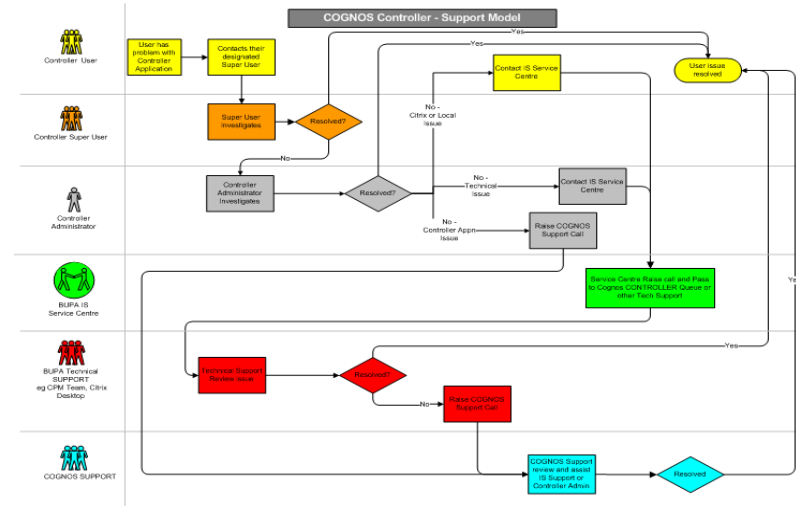 COGNOS Controller - Support Model
Controller User
User has
problem with
Controller
Application
Contacts their
designated
Super User
Yes
Yes
Contact IS Service
Centre
User issue
resolved
Controller Super User
Super User
Investigates
Resolved?
No
No -
Citrix or Local
Issue
Controller
Administrator
Controller
Administrator
Investigates
Resolved?
No -
Technical
Issue
Contact IS Service
Centre
No -
Controller Appn
Issue
Raise COGNOS
Support Call
BUPA IS
Service Centre
Service Centre Raise call and Pass
to Cognos CONTROLLER Queue or
other Tech Support
Ye
BUPA Technical
SUPPORT
eg CPM Team, Citrix
Desktop
Technical Support
Review Issue
Resolved?
Yes
No
Raise COGNOS
Support Call
COGNOS SUPPORT
COGNOS Support
review and assist
IS Support or
Controller Admin
Resolved